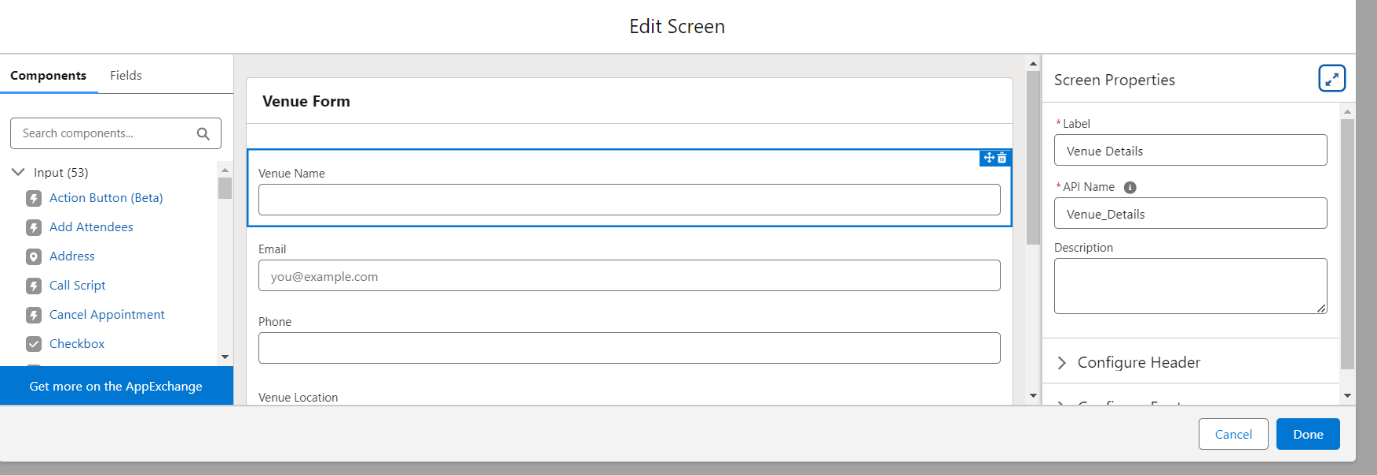 Edit Screen
Components
Fields
Search components...
Input (53)
Action Button (Beta)
Add Attendees
Address
Call Script
Cancel Appointment
Checkbox
Get more on the AppExchange
Venue Form
Venue Name
Email
you@example.com
Phone
Venue Location
Screen Properties
* Label
Venue Details
* API Name
Venue_Details
Description
Configure Header
Cancel
Done